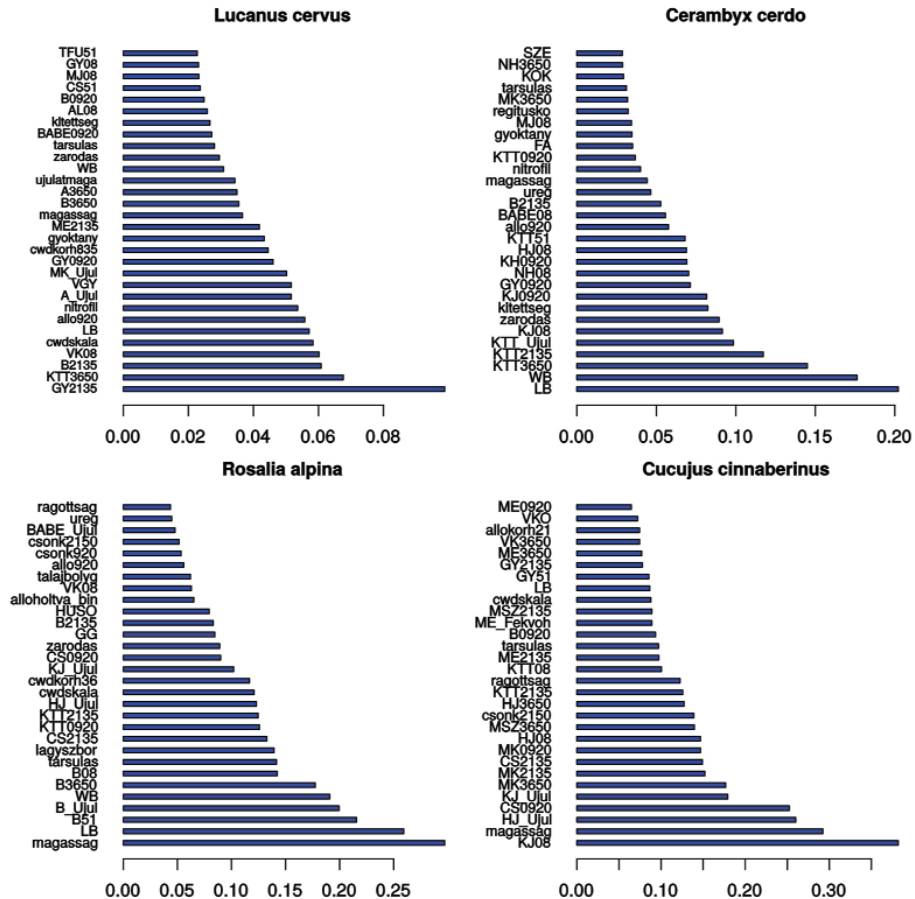 Lucanus cervus
TFU51
GY08
MJ08
CS51
B0920
AL08
kitettseg
BABE0920
tarsulas
zarodas
WB
ujulatmaga
A3650
B3650
magassag
ME2135
gyoktany
cwdkorh835
GY0920
MK_Ujul
VGY
A_Ujul
nitrofil
allo920
LB
cwdskala
VK08
B2135
KTT3650
GY2135
0.00 0.02 0.04 0.06 0.08
Cerambyx cerdo
SZE
NH3650
KOK
tarsulas
MK3650
regitusko
MJ08
gyoktany
FA
KTT0920
nitrofil
magassag
ureg
B2135
BABE08
allo920
KTT51
HJ08
KH0920
NH08
GY0920
KJ0920
kitettseg
zarodas
KJ08
KTT_Ujul
KTT2135
KTT3650
WB
LB
0.00 0.05 0.10 0.15 0.20
Rosalia alpina
ragottsag
ureg
BABE_Ujul
csonk2150
csonk920
allo920
talajbolyg
VK08
alloholtva_bin
HUSO
B2135
GG
zarodas
CS0920
KJ_Ujul
cwdkorh36
cwdskala
HJ_Ujul
KTT2135
KTT0920
CS2135
lagyszbor
tarsulas
B08
B3650
WB
B_Ujul
B51
LB
magassag
0.00 0.05 0.10 0.15 0.20 0.25
Cucujus cinnaberinus
ME0920
VKO
allokorh21
VK3650
ME3650
GY2135
GY51
LB
cwdskala
MSZ2135
ME_Fekvoh
B0920
tarsulas
ME2135
KTT08
ragottsag
KTT2135
HJ3650
csonk2150
MSZ3650
HJ08
MK0920
CS2135
MK2135
MK3650
KJ_Ujul
CS0920
HJ_Ujul
magassag
KJ08
0.00 0.10 0.20 0.30